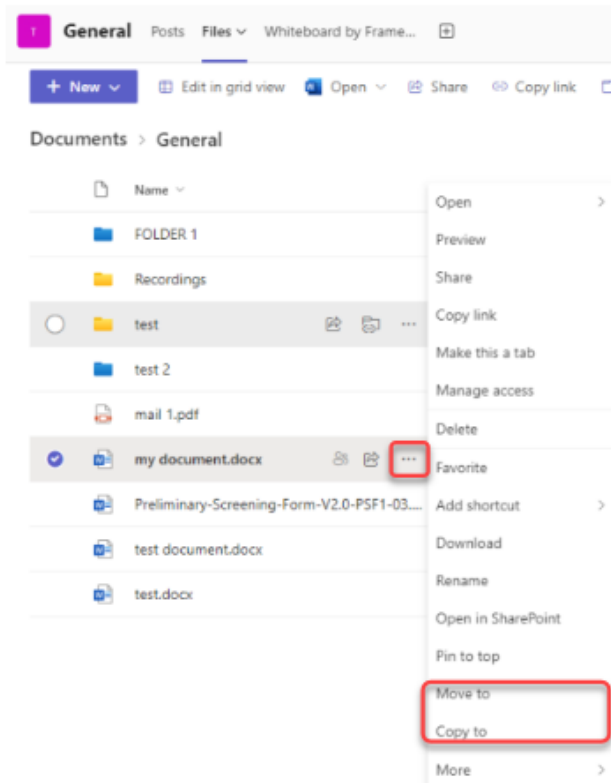 T General Posts Files Whiteboard by Frame...
+ New Edit in grid view Open Share Copy link
Documents > General
Name
FOLDER 1
Recordings
test
test 2
mail 1.pdf
my document.docx
Preliminary-Screening-Form-V2.0-PSF1-03....
test document.docx
test.docx
Open
Preview
Share
Copy link
Make this a tab
Manage access
Delete
Favorite
Add shortcut
Download
Rename
Open in SharePoint
Pin to top
Move to
Copy to
More